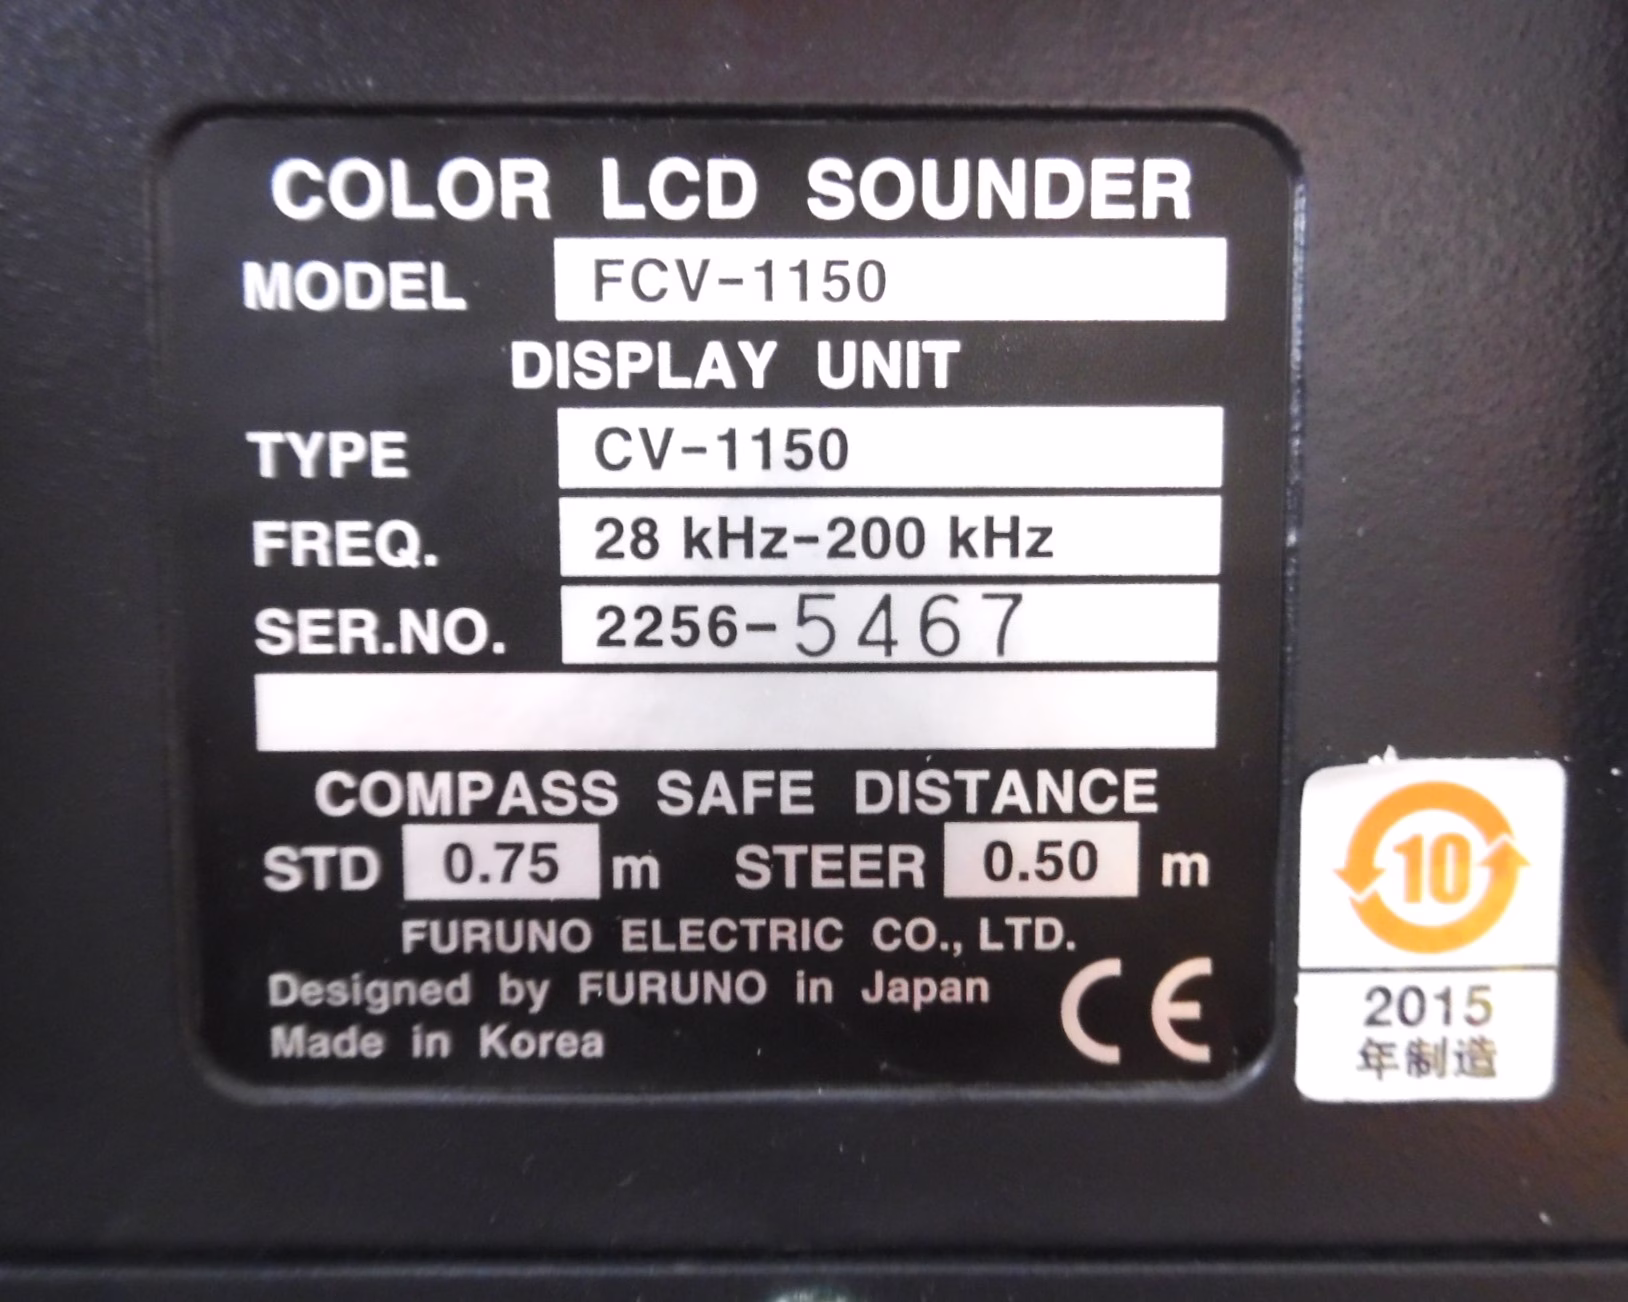 COLOR LCD SOUNDER
MODEL FCV-1150
DISPLAY UNIT
TYPE CV-1150
FREQ. 28 kHz-200 kHz
SER.NO. 2256-5467
COMPASS SAFE DISTANCE
STD 0.75 m STEER 0.50 m
FURUNO ELECTRIC CO., LTD.
Designed by FURUNO in Japan
Made in Korea
CE
10
2015
年制造